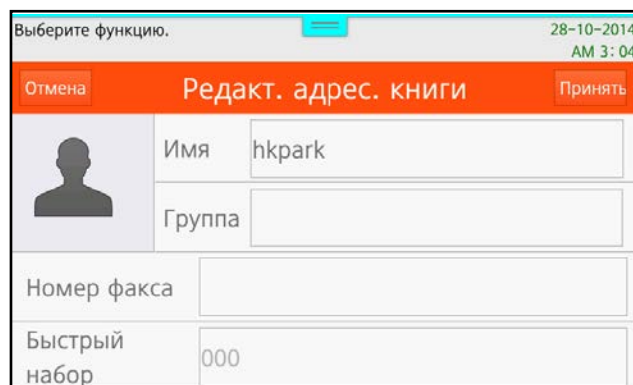 Выберите функцию.
28-10-2014
AM 3:04
Отмена
Редакт. адрес. книги
Принять
Имя
hkpark
Группа
Номер факса
Быстрый
набор
000